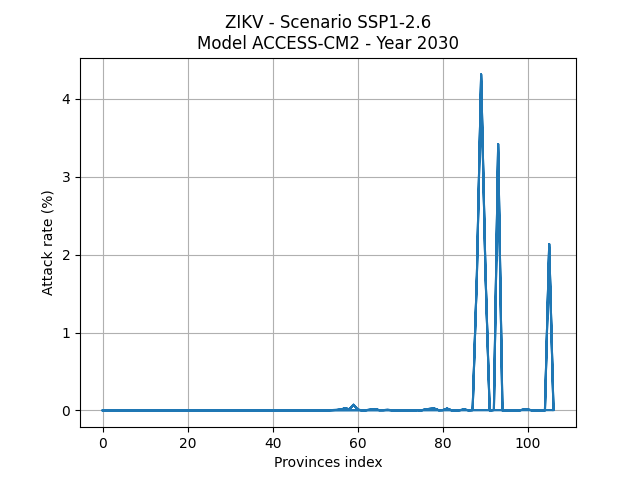 ZIKV - Scenario SSP1-2.6
Model ACCESS-CM2 - Year 2030
4
3
2
1
0
Attack rate (%)
0 20 40 60 80 100
Provinces index